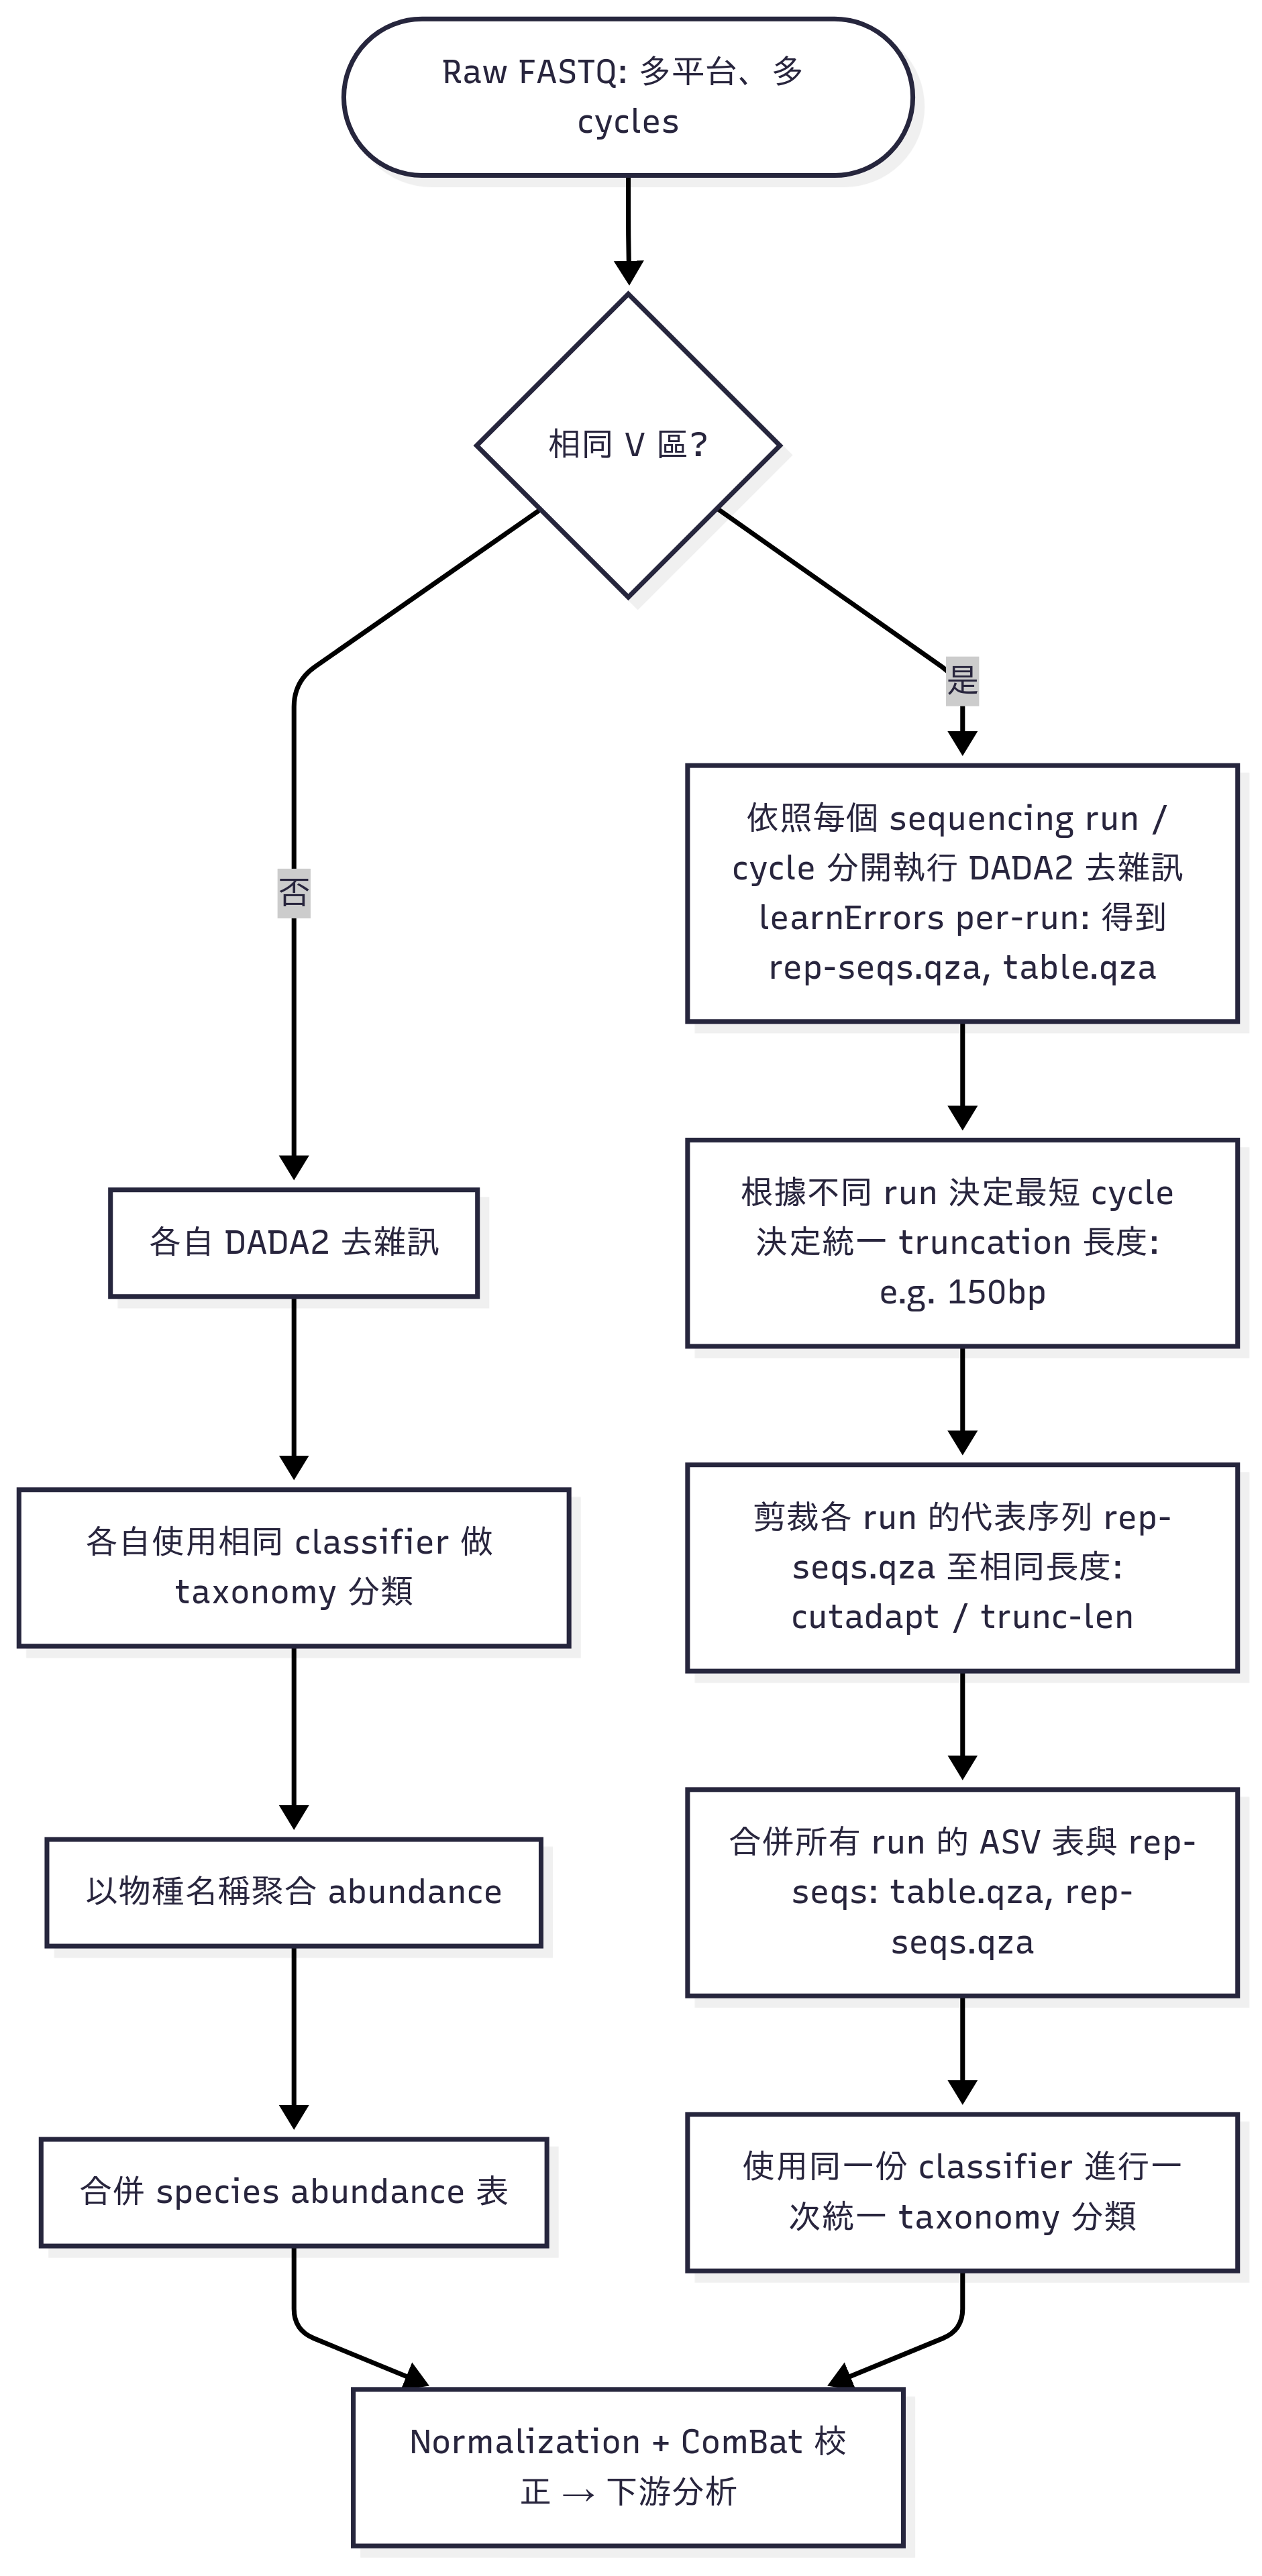 Raw FASTQ: 多平台、多
cycles
相同 V 區?
是
依照每個 sequencing run /
cycle 分開執行 DADA2 去雜訊
learnErrors per-run: 得到
rep-seqs.qza, table.qza
否
根據不同 run 決定最短 cycle
決定統一 truncation 長度:
e.g. 150bp
各自 DADA2 去雜訊
剪裁各 run 的代表序列 rep-
seqs.qza 至相同長度:
cutadapt / trunc-len
各自使用相同 classifier 做
taxonomy 分類
合併所有 run 的 ASV 表與 rep-
seqs: table.qza, rep-
seqs.qza
以物種名稱聚合 abundance
使用同一份 classifier 進行一
次統一 taxonomy 分類
合併 species abundance 表
Normalization + ComBat 校
正 → 下游分析